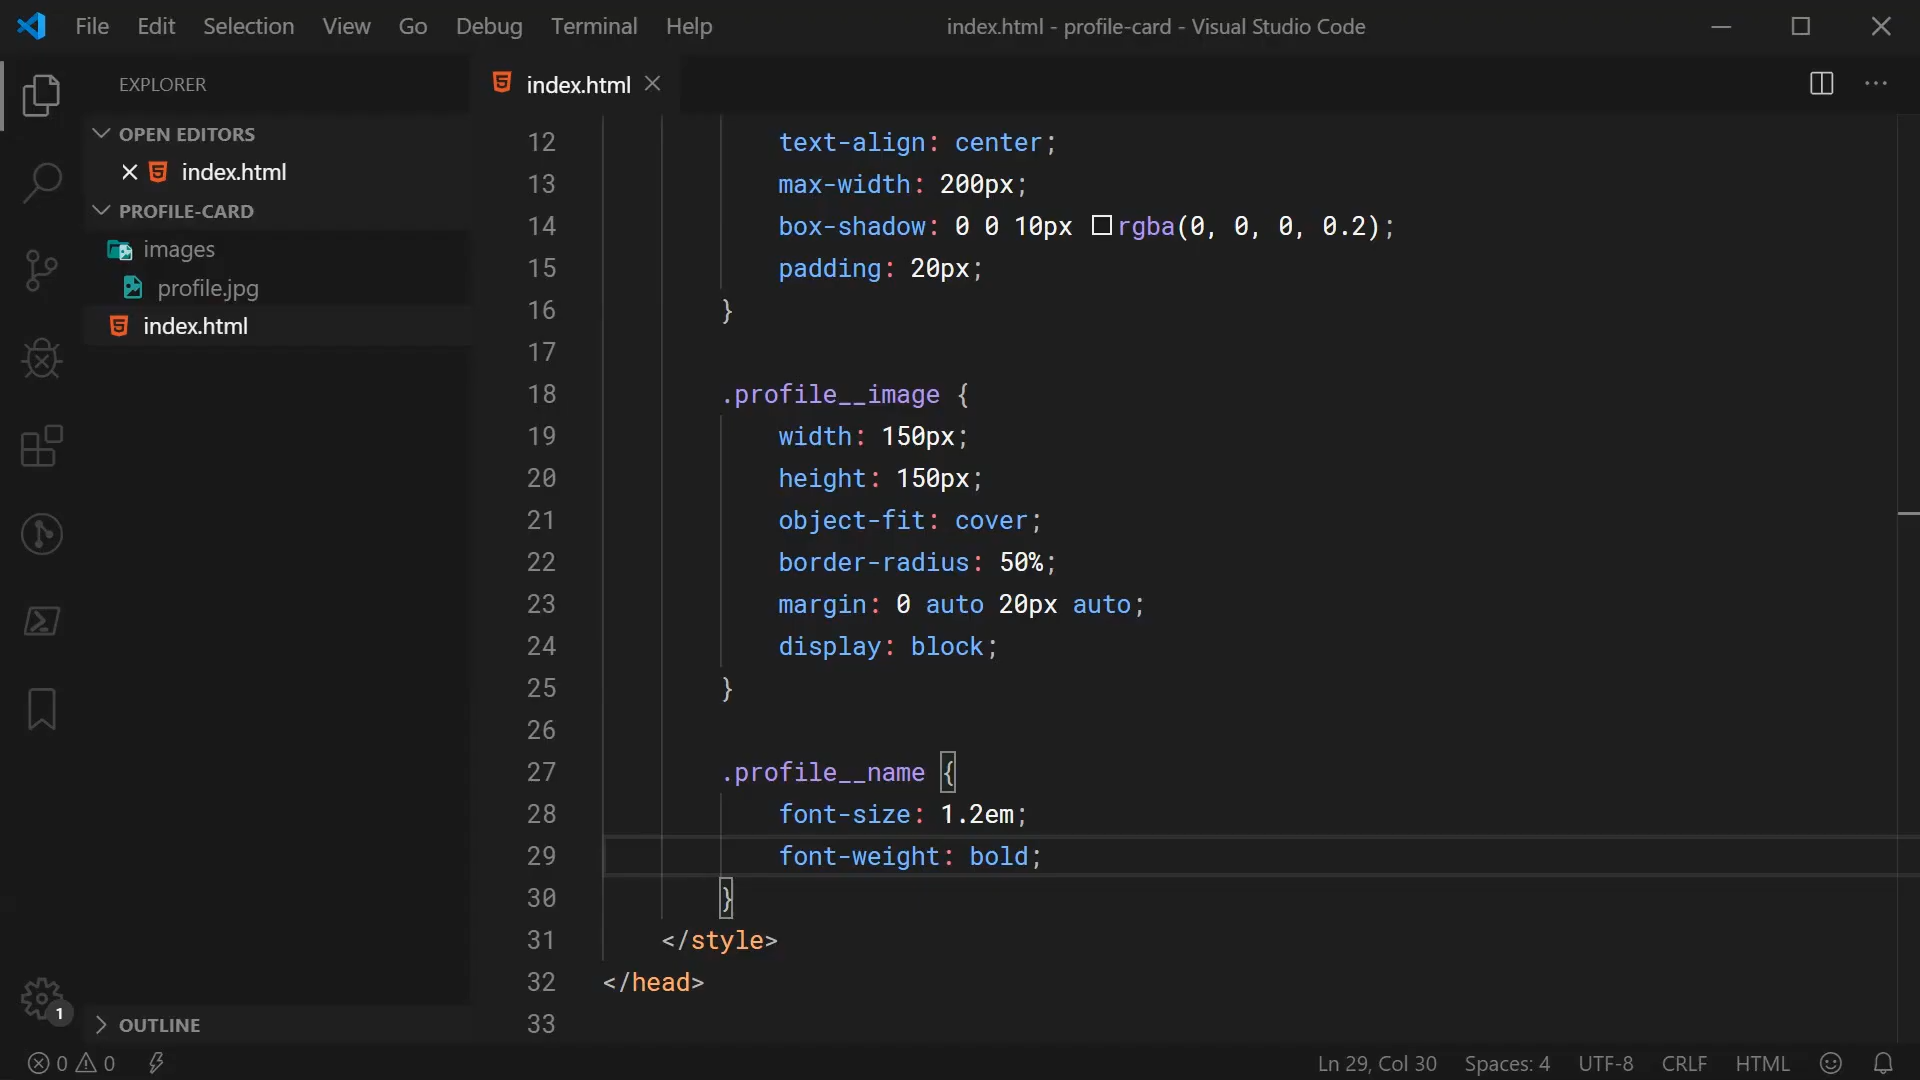 File Edit Selection View Go Debug Terminal Help
index.html - profile-card - Visual Studio Code
EXPLORER
OPEN EDITORS
index.html
PROFILE-CARD
images
profile.jpg
index.html
OUTLINE
1
index.html
12 text-align: center;
13 max-width: 200px;
14 box-shadow: 0 0 10px rgba(0, 0, 0, 0.2);
15 padding: 20px;
16 }
17
18 .profile__image {
19 width: 150px;
20 height: 150px;
21 object-fit: cover;
22 border-radius: 50%;
23 margin: 0 auto 20px auto;
24 display: block;
25 }
26
27 .profile__name {
28 font-size: 1.2em;
29 font-weight: bold;
30 }
31 </style>
32 </head>
33
0 0
Ln 29, Col 30 Spaces: 4 UTF-8 CRLF HTML